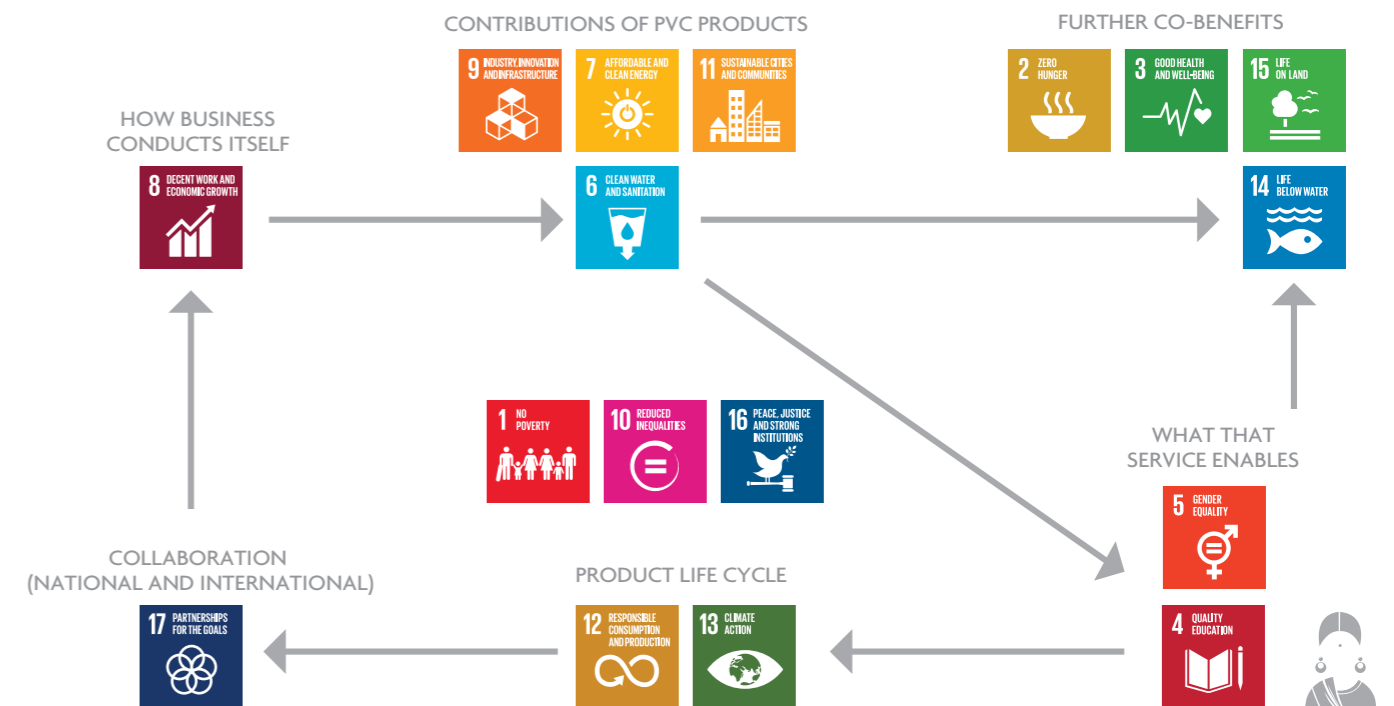 CONTRIBUTIONS OF PVC PRODUCTS
9 INDUSTRY, INNOVATION
AND INFRASTRUCTURE
7 AFFORDABLE AND
CLEAN ENERGY
11 SUSTAINABLE CITIES
AND COMMUNITIES
6 CLEAN WATER
AND SANITATION
FURTHER CO-BENEFITS
2 ZERO
HUNGER
3 GOOD HEALTH
AND WELL-BEING
15 LIFE
ON LAND
14 LIFE
BELOW WATER
HOW BUSINESS
CONDUCTS ITSELF
8 DECENT WORK AND
ECONOMIC GROWTH
1 NO
POVERTY
10 REDUCED
INEQUALITIES
16 PEACE, JUSTICE
AND STRONG
INSTITUTIONS
WHAT THAT
SERVICE ENABLES
5 GENDER
EQUALITY
4 QUALITY
EDUCATION
PRODUCT LIFE CYCLE
12 RESPONSIBLE
CONSUMPTION
AND PRODUCTION
13 CLIMATE
ACTION
COLLABORATION
(NATIONAL AND INTERNATIONAL)
17 PARTNERSHIPS
FOR THE GOALS